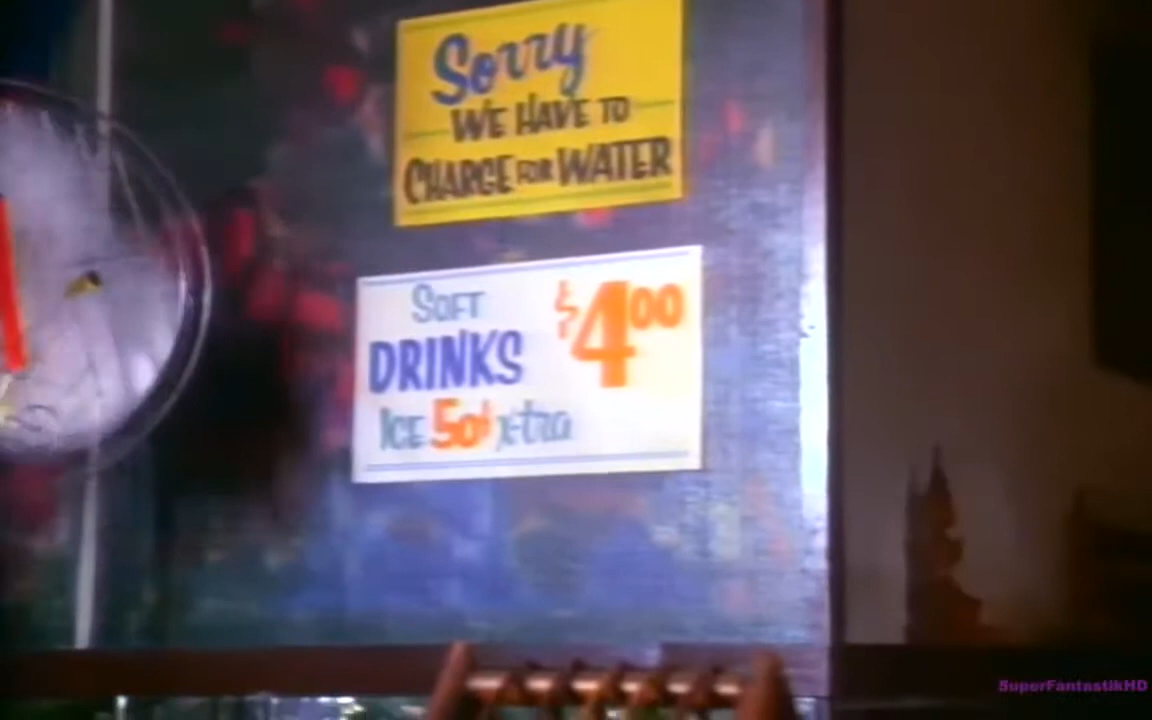 Sorry
WE HAVE TO
CHARGE FOR WATER
SOFT
DRINKS
$4.00
ICE 50¢ x-tra
SuperFantastikHD